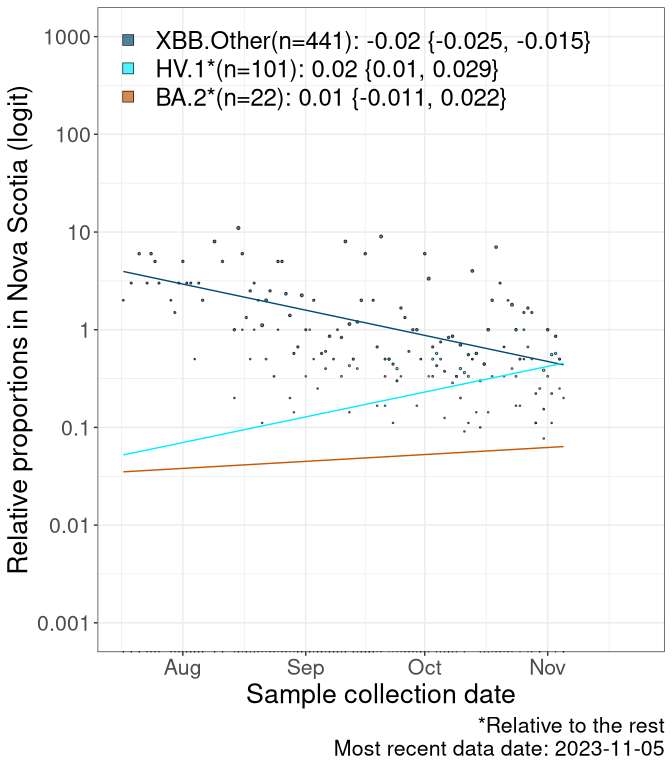 XBB.Other(n=441): -0.02 {-0.025, -0.015}
HV.1*(n=101): 0.02 {0.01, 0.029}
BA.2*(n=22): 0.01 {-0.011, 0.022}
Relative proportions in Nova Scotia (logit)
1000
100
10
1
0.1
0.01
0.001
Aug Sep Oct Nov
Sample collection date
*Relative to the rest
Most recent data date: 2023-11-05